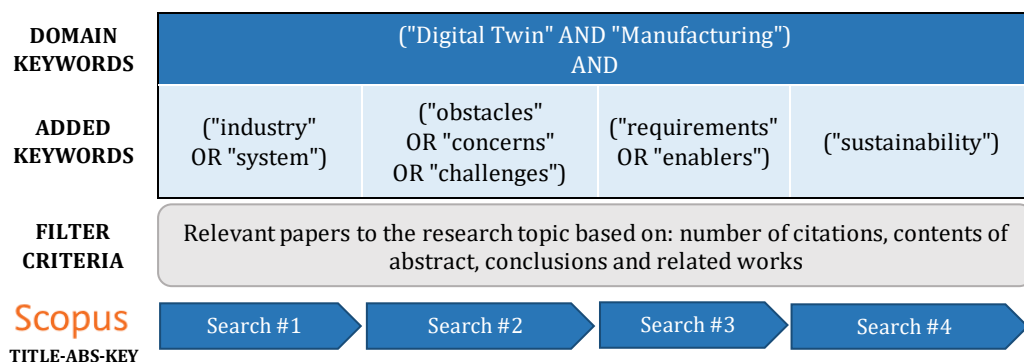 DOMAIN
KEYWORDS
("Digital Twin" AND "Manufacturing")
AND
ADDED
KEYWORDS
("industry"
OR "system")
("obstacles"
OR "concerns"
OR "challenges")
("requirements"
OR "enablers")
("sustainability")
FILTER
CRITERIA
Relevant papers to the research topic based on: number of citations, contents of
abstract, conclusions and related works
Scopus
TITLE-ABS-KEY
Search #1
Search #2
Search #3
Search #4